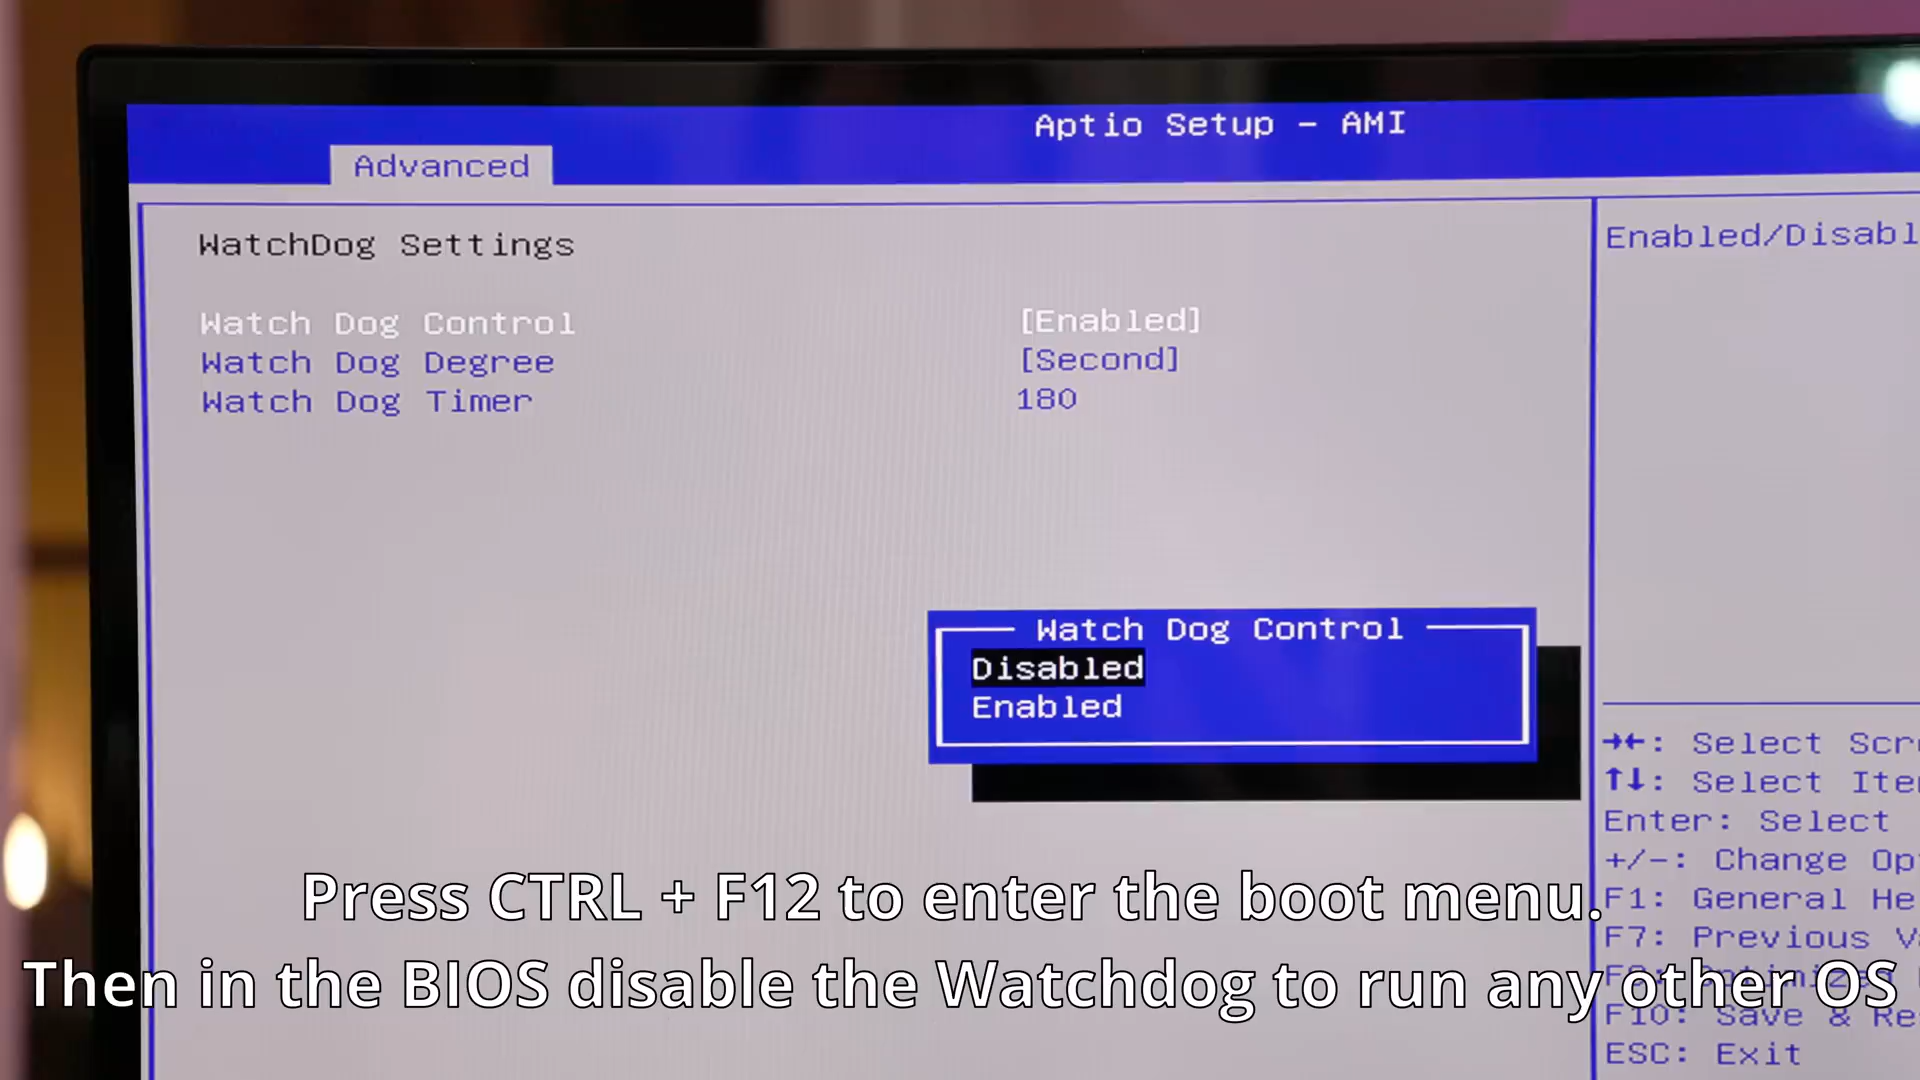 Aptio Setup - AMI
Advanced
WatchDog Settings
Enabled/Disabl
Watch Dog Control [Enabled]
Watch Dog Degree [Second]
Watch Dog Timer 180
Watch Dog Control
Disabled
Enabled
→←: Select Scr
↑↓: Select Ite
Enter: Select
+/-: Change Op
F1: General He
F7: Previous V
F9: Optimized
F10: Save & Re
ESC: Exit
Press CTRL + F12 to enter the boot menu.
Then in the BIOS disable the Watchdog to run any other OS